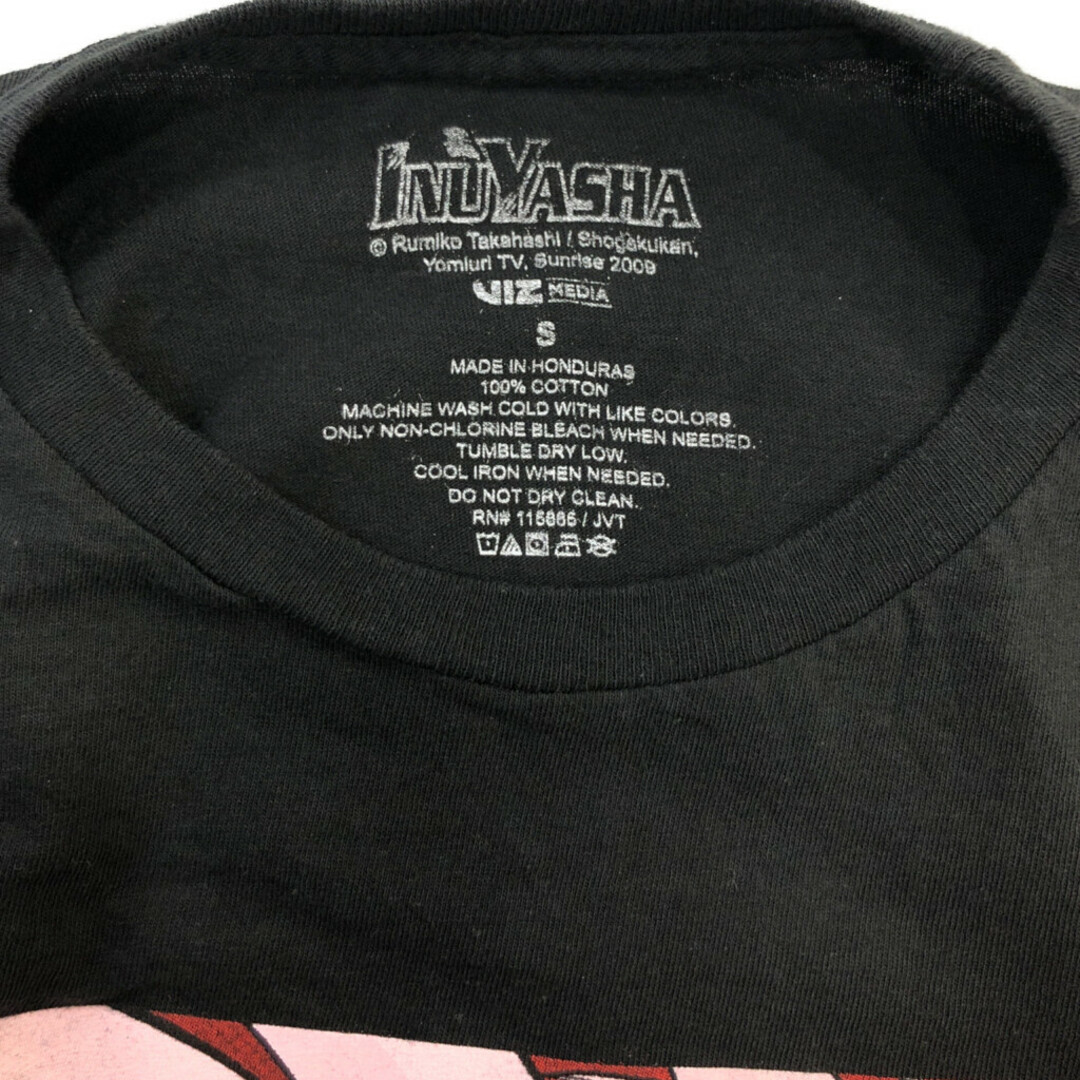 INUYASHA
© Rumiko Takahashi / Shogakukan,
Yomiuri TV, Sunrise 2009
VIZ MEDIA
S
MADE IN HONDURAS
100% COTTON
MACHINE WASH COLD WITH LIKE COLORS.
ONLY NON-CHLORINE BLEACH WHEN NEEDED.
TUMBLE DRY LOW.
COOL IRON WHEN NEEDED.
DO NOT DRY CLEAN.
RN# 115885 / JVT